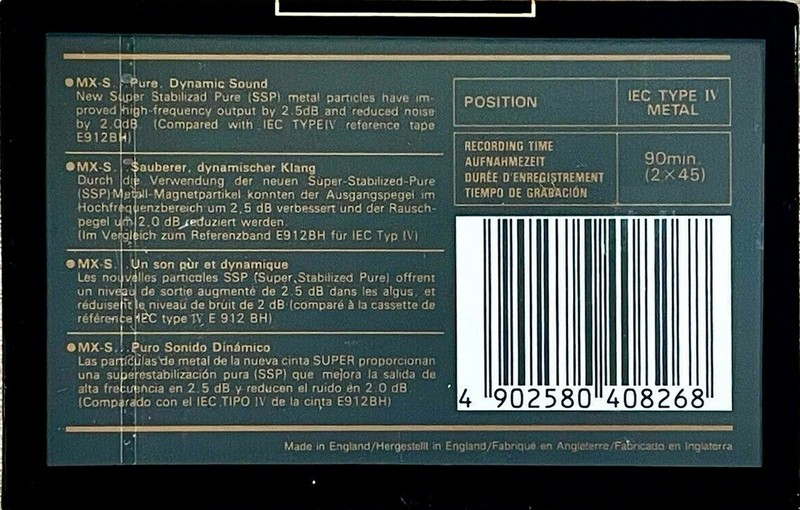 ●MX-S...Pure, Dynamic Sound
New Super Stabilizad Pure (SSP) metal particles have im-
proved high-frequency output by 2.5dB and reduced noise
by 2.0dB. (Compared with IEC TYPE IV reference tape
E912BH)
●MX-S...Sauberer, dynamischer Klang
Durch die Verwendung der neuen Super-Stabilized-Pure
(SSP)-Metall-Magnetpartikel konnten der Ausgangspegel im
Hochfrequenzbereich um 2,5 dB verbessert und der Rausch-
pegel um 2,0 dB reduziert werden.
(Im Vergleich zum Referenzband E912BH für IEC Typ IV)
●MX-S...Un son pur et dynamique
Les nouvelles particules SSP (Super Stabilized Pure) offrent
un niveau de sortie augmenté de 2.5 dB dans les algus, et
réduisent le niveau de bruit de 2 dB (comparé à la cassette de
référence IEC type IV E 912 BH)
●MX-S...Puro Sonido Dinámico
Las partículas de metal de la nueva cinta SUPER proporcionan
una superestabilización pura (SSP) que mejora la salida de
alta frecuencia en 2.5 dB y reducen el ruido en 2.0 dB.
(Comparado con el IEC TIPO IV de la cinta E912BH)
POSITION
IEC TYPE IV
METAL
RECORDING TIME
AUFNAHMEZEIT
DURÉE D'ENREGISTREMENT
TIEMPO DE GRABACIÓN
90min.
(2×45)
4 902580 408268
Made in England/Hergestellt in England/Fabriqué en Angleterre/Fabricado en Inglaterra